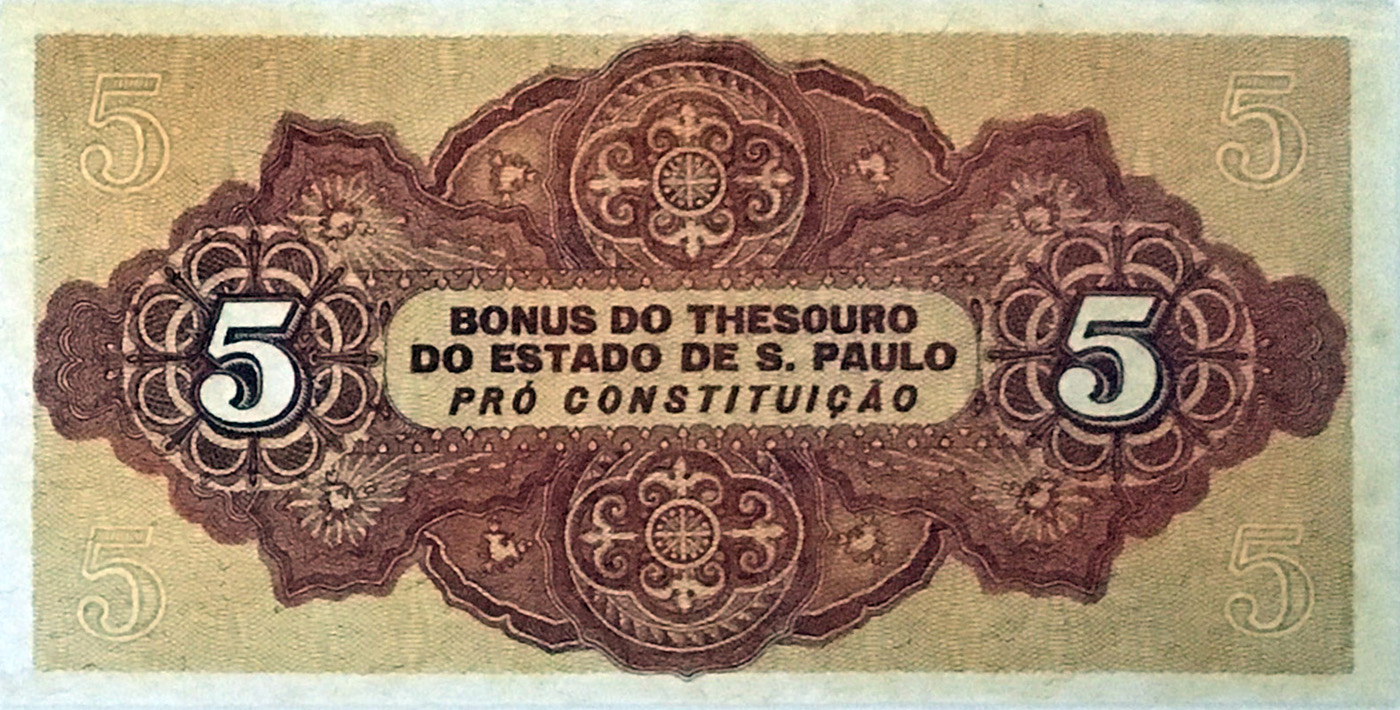 5 5
BONUS DO THESOURO
5 DO ESTADO DE S. PAULO 5
PRÓ CONSTITUIÇÃO
5 5